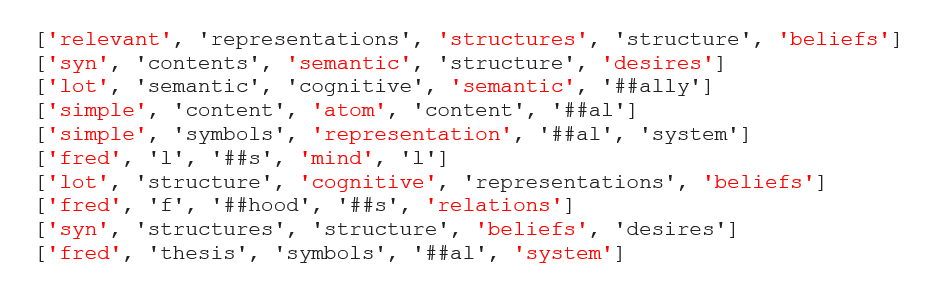 ['relevant', 'representations', 'structures', 'structure', 'beliefs']
['syn', 'contents', 'semantic', 'structure', 'desires']
['lot', 'semantic', 'cognitive', 'semantic', '##ally']
['simple', 'content', 'atom', 'content', '##al']
['simple', 'symbols', 'representation', '##al', 'system']
['fred', 'l', '##s', 'mind', 'l']
['lot', 'structure', 'cognitive', 'representations', 'beliefs']
['fred', 'f', '##hood', '##s', 'relations']
['syn', 'structures', 'structure', 'beliefs', 'desires']
['fred', 'thesis', 'symbols', '##al', 'system']